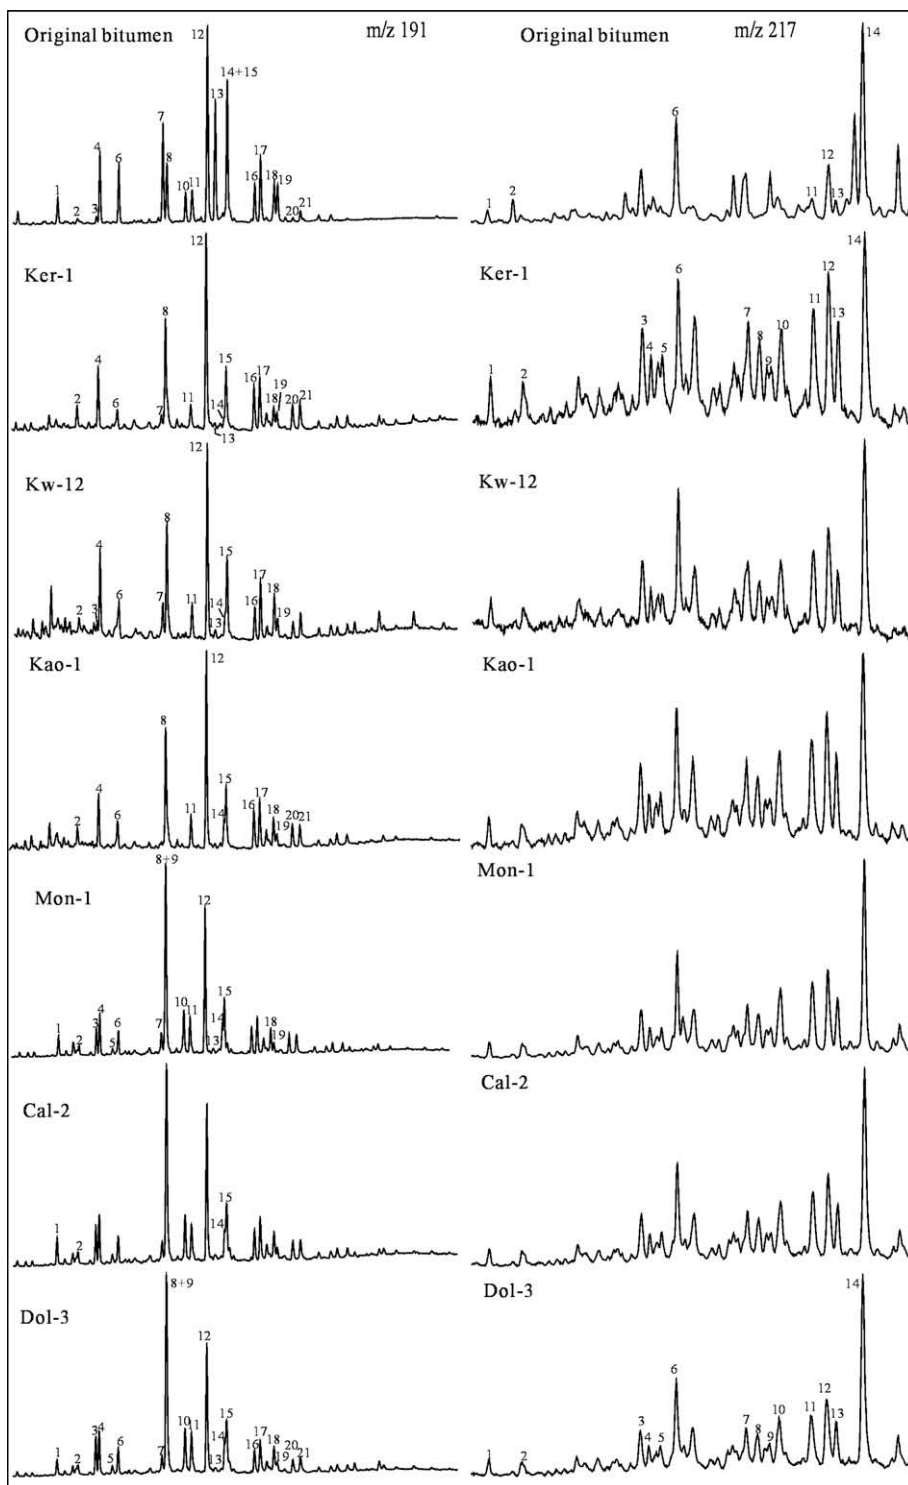 Original bitumen 12 m/z 191
14+15
13
7
4 8
6 17
1 10 11 16 18 19
2 3 20 21
Original bitumen m/z 217 14
6
12
1 2 11 13
Ker-1 12
8
4 15
2 6 7 11 14 16 17 18 19 20 21
13
Ker-1 14
6 12
3 7 11 13
1 2 4 5 8 9 10
Kw-12 12
8
4 15
2 3 6 7 11 14 13 16 17 18 19
Kw-12
Kao-1 12
8
4 15
2 6 11 14 16 17 18 19 20 21
Kao-1
Mon-1 8+9
12
10 15
1 2 3 4 5 6 7 11 13 14 18 19
Mon-1
Cal-2
15
1 2 14
Cal-2
Dol-3 8+9
12
10 11 15
1 2 3 4 5 6 7 13 14 16 17 18 19 20 21
Dol-3 14
6
12
3 7 10 11 13
1 2 4 5 8 9